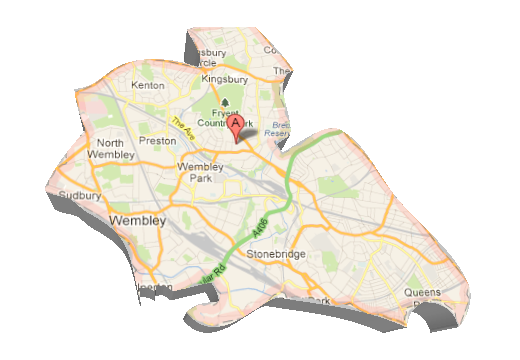 sbury
Co
rcle
The
Kingsbury
Kenton
Fryent
Country Park
A
The Ave
Bre
Reserv
North
Wembley
Preston
Wembley
Park
Sudbury
Wembley
A406
Stonebridge
lar Rd
Queens
Park